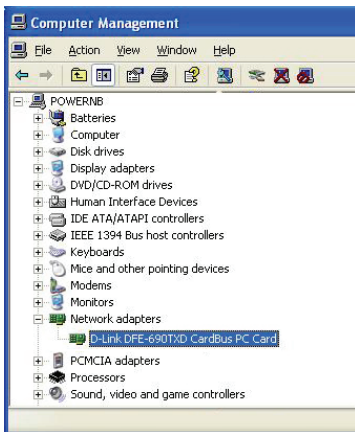 Computer Management
File Action View Window Help
POWERNB
Batteries
Computer
Disk drives
Display adapters
DVD/CD-ROM drives
Human Interface Devices
IDE ATA/ATAPI controllers
IEEE 1394 Bus host controllers
Keyboards
Mice and other pointing devices
Modems
Monitors
Network adapters
D-Link DFE-690TXD CardBus PC Card
PCMCIA adapters
Processors
Sound, video and game controllers